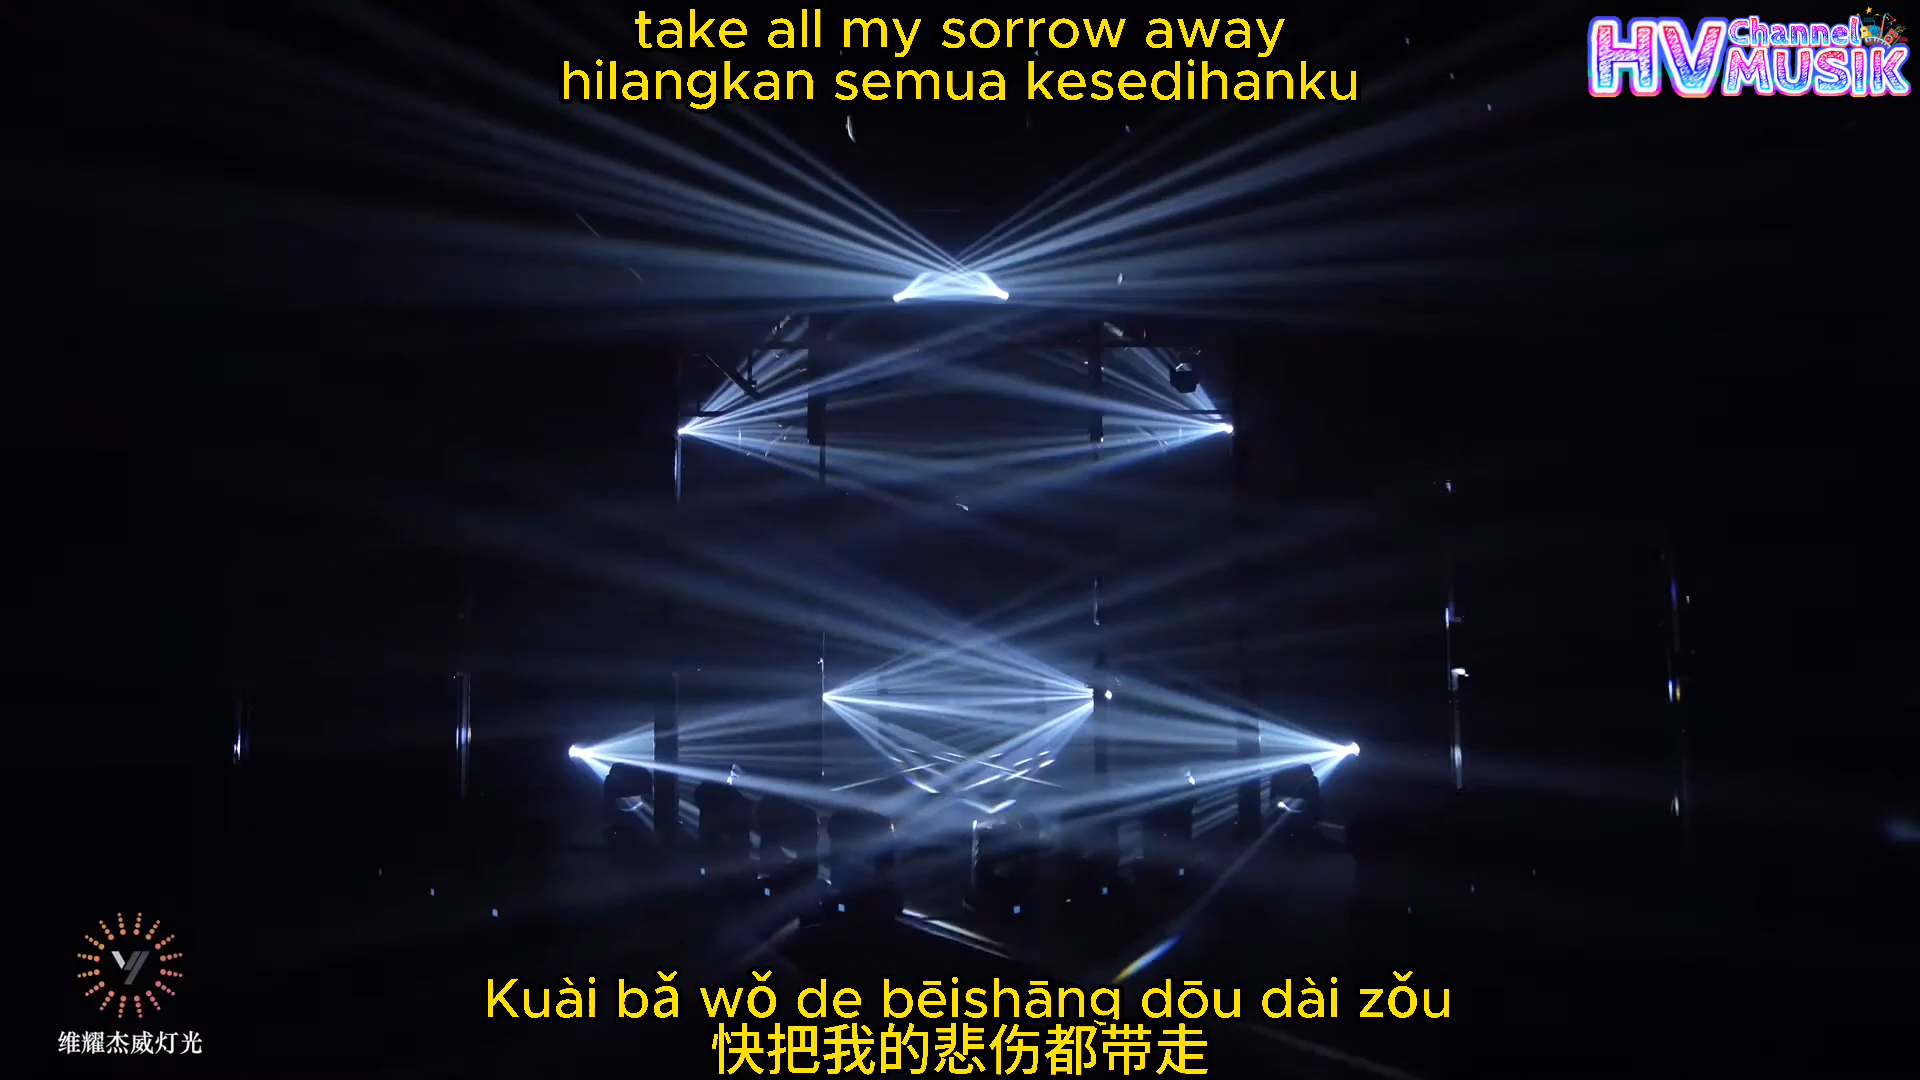 take all my sorrow away
hilangkan semua kesedihanku
HV Channel
MUSIK
Kuài bǎ wǒ de bēishāng dōu dài zǒu
快把我的悲伤都带走
维耀杰威灯光